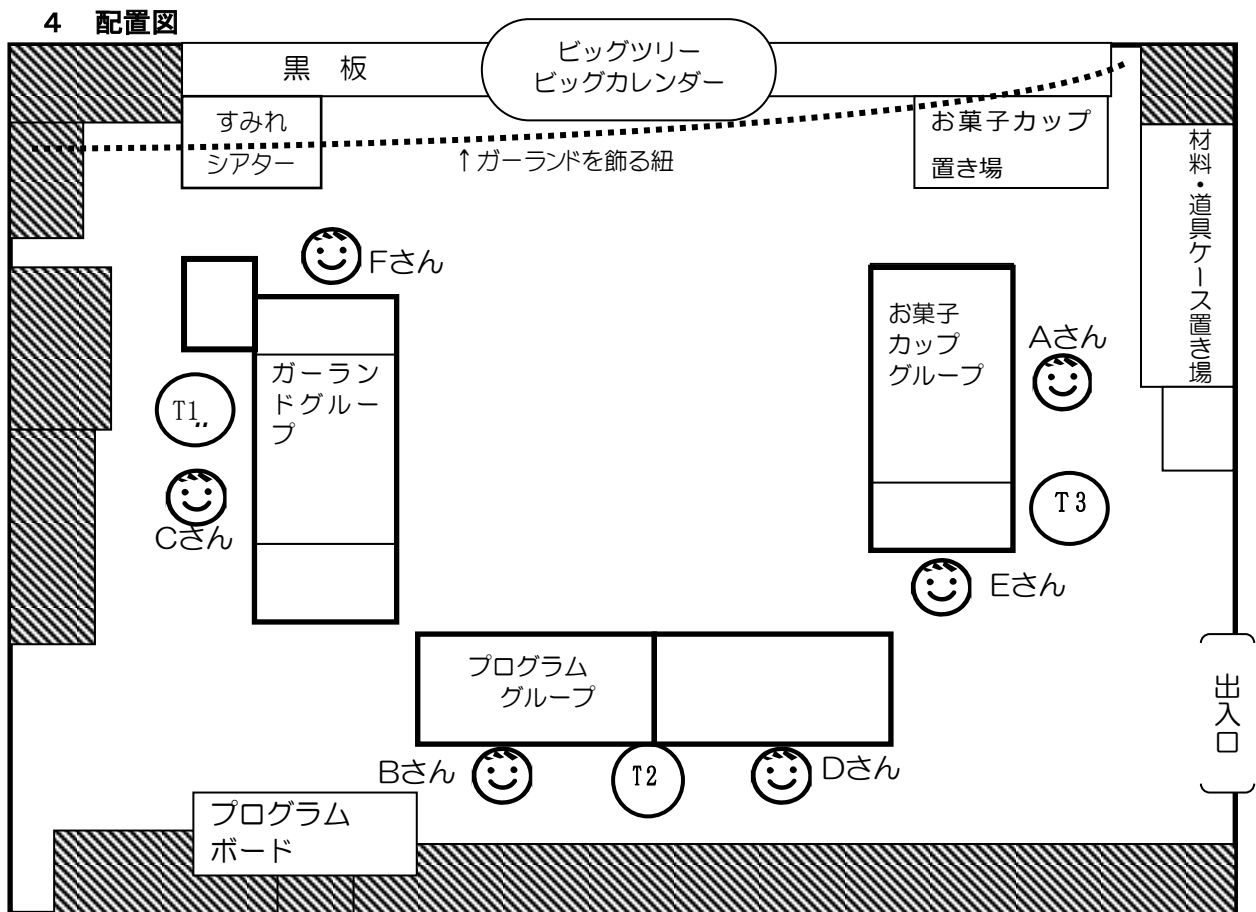 4 配置図
黒 板
ビッグツリー
ビッグカレンダー
すみれ
シアター
↑ガーランドを飾る紐
お菓子カップ
置き場
材料・道具ケース置き場
Fさん
お菓子
カップ
グループ
Aさん
T1,,
ガーラン
ドグルー
プ
Cさん
T3
Eさん
プログラム
グループ
出入口
Bさん
T2
Dさん
プログラム
ボード